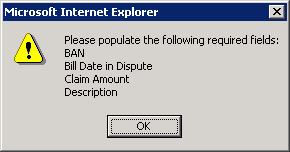 Microsoft Internet Explorer
Please populate the following required fields:
BAN
Bill Date in Dispute
Claim Amount
Description
OK